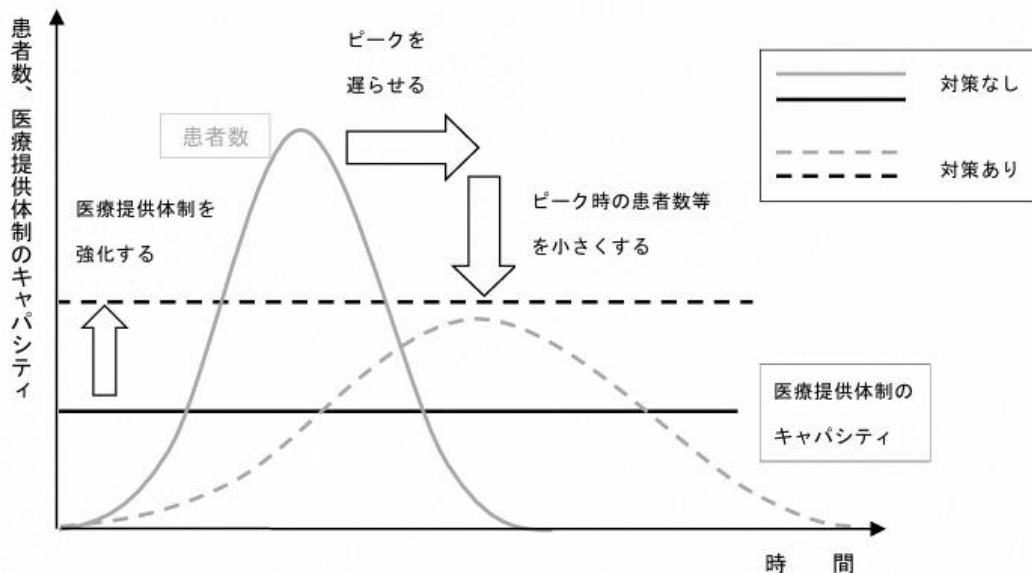 患者数、医療提供体制のキャパシティ
ピークを
遅らせる
対策なし
患者数
対策あり
医療提供体制を
強化する
ピーク時の患者数等
を小さくする
医療提供体制の
キャパシティ
時　間